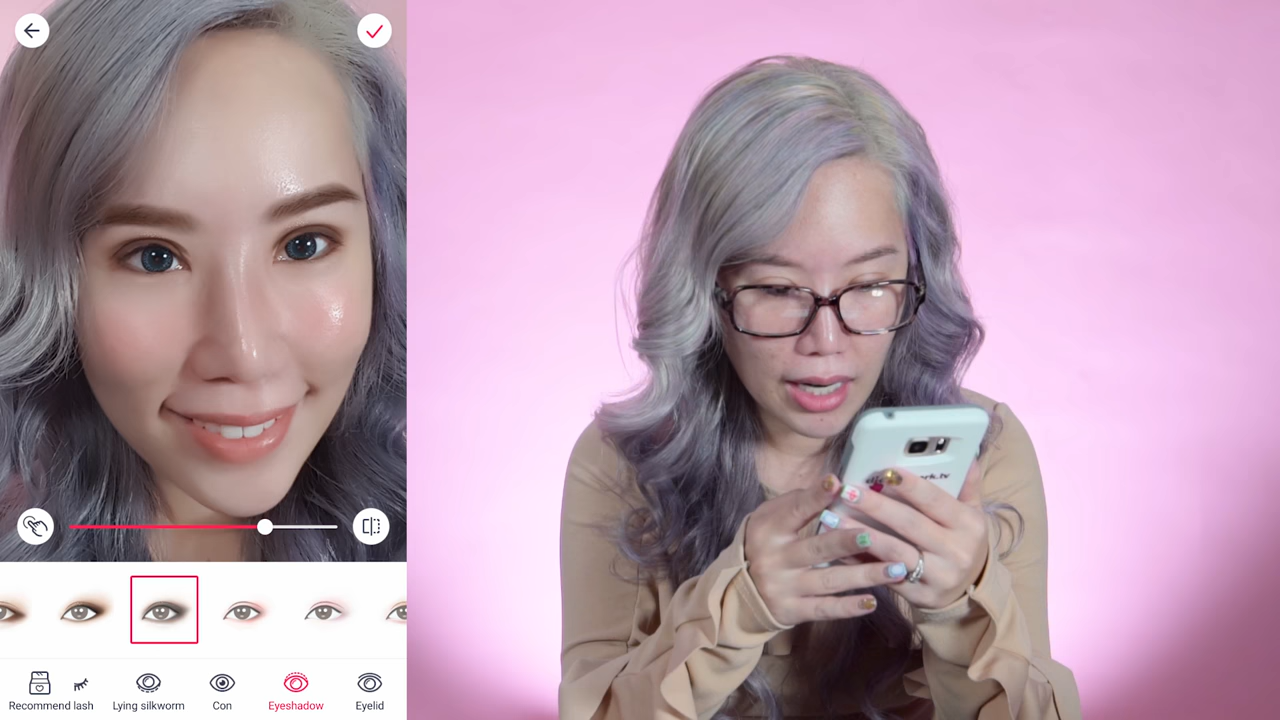 Recommend lash
Lying silkworm
Con
Eyeshadow
Eyelid